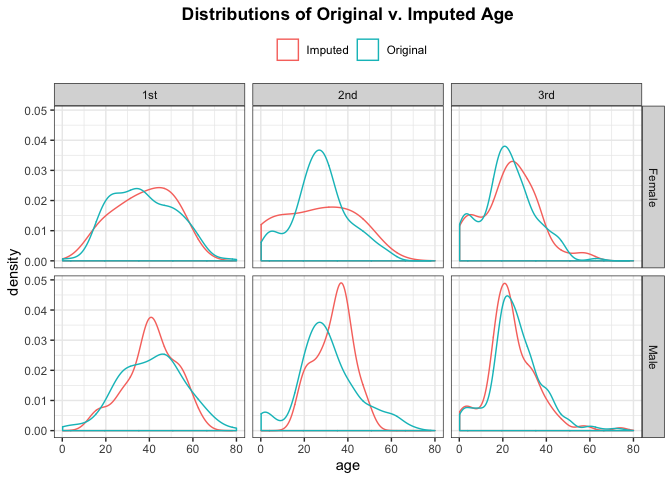 Distributions of Original v. Imputed Age
Imputed Original
1st 2nd 3rd
0.05
0.04
0.03
0.02
0.01
0.00
Female
density
0.05
0.04
0.03
0.02
0.01
0.00
Male
0 20 40 60 80 0 20 40 60 80 0 20 40 60 80
age